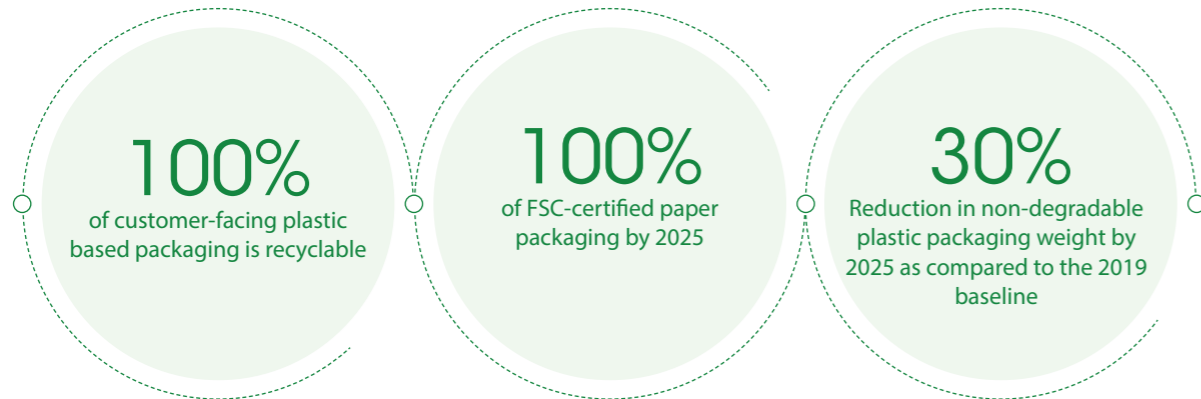 100%
of customer-facing plastic
based packaging is recyclable
100%
of FSC-certified paper
packaging by 2025
30%
Reduction in non-degradable
plastic packaging weight by
2025 as compared to the 2019
baseline